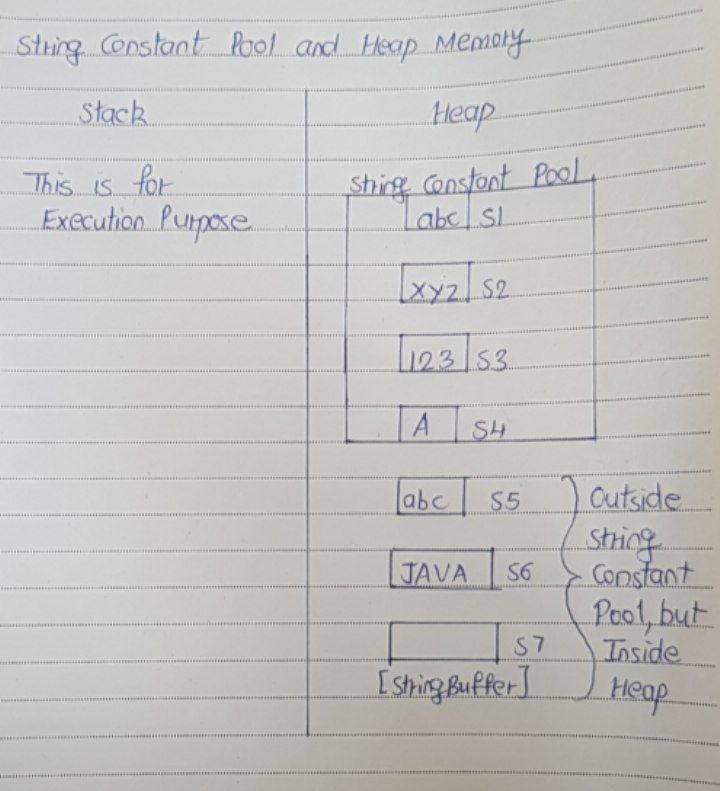 String Constant Pool and Heap Memory
Stack
Heap
This is for
Execution Purpose
String Constant Pool
abc S1
xyz S2
123 S3
A S4
abc S5
JAVA S6
S7
[StringBuffer]
Outside
String
Constant
Pool, but
Inside
Heap